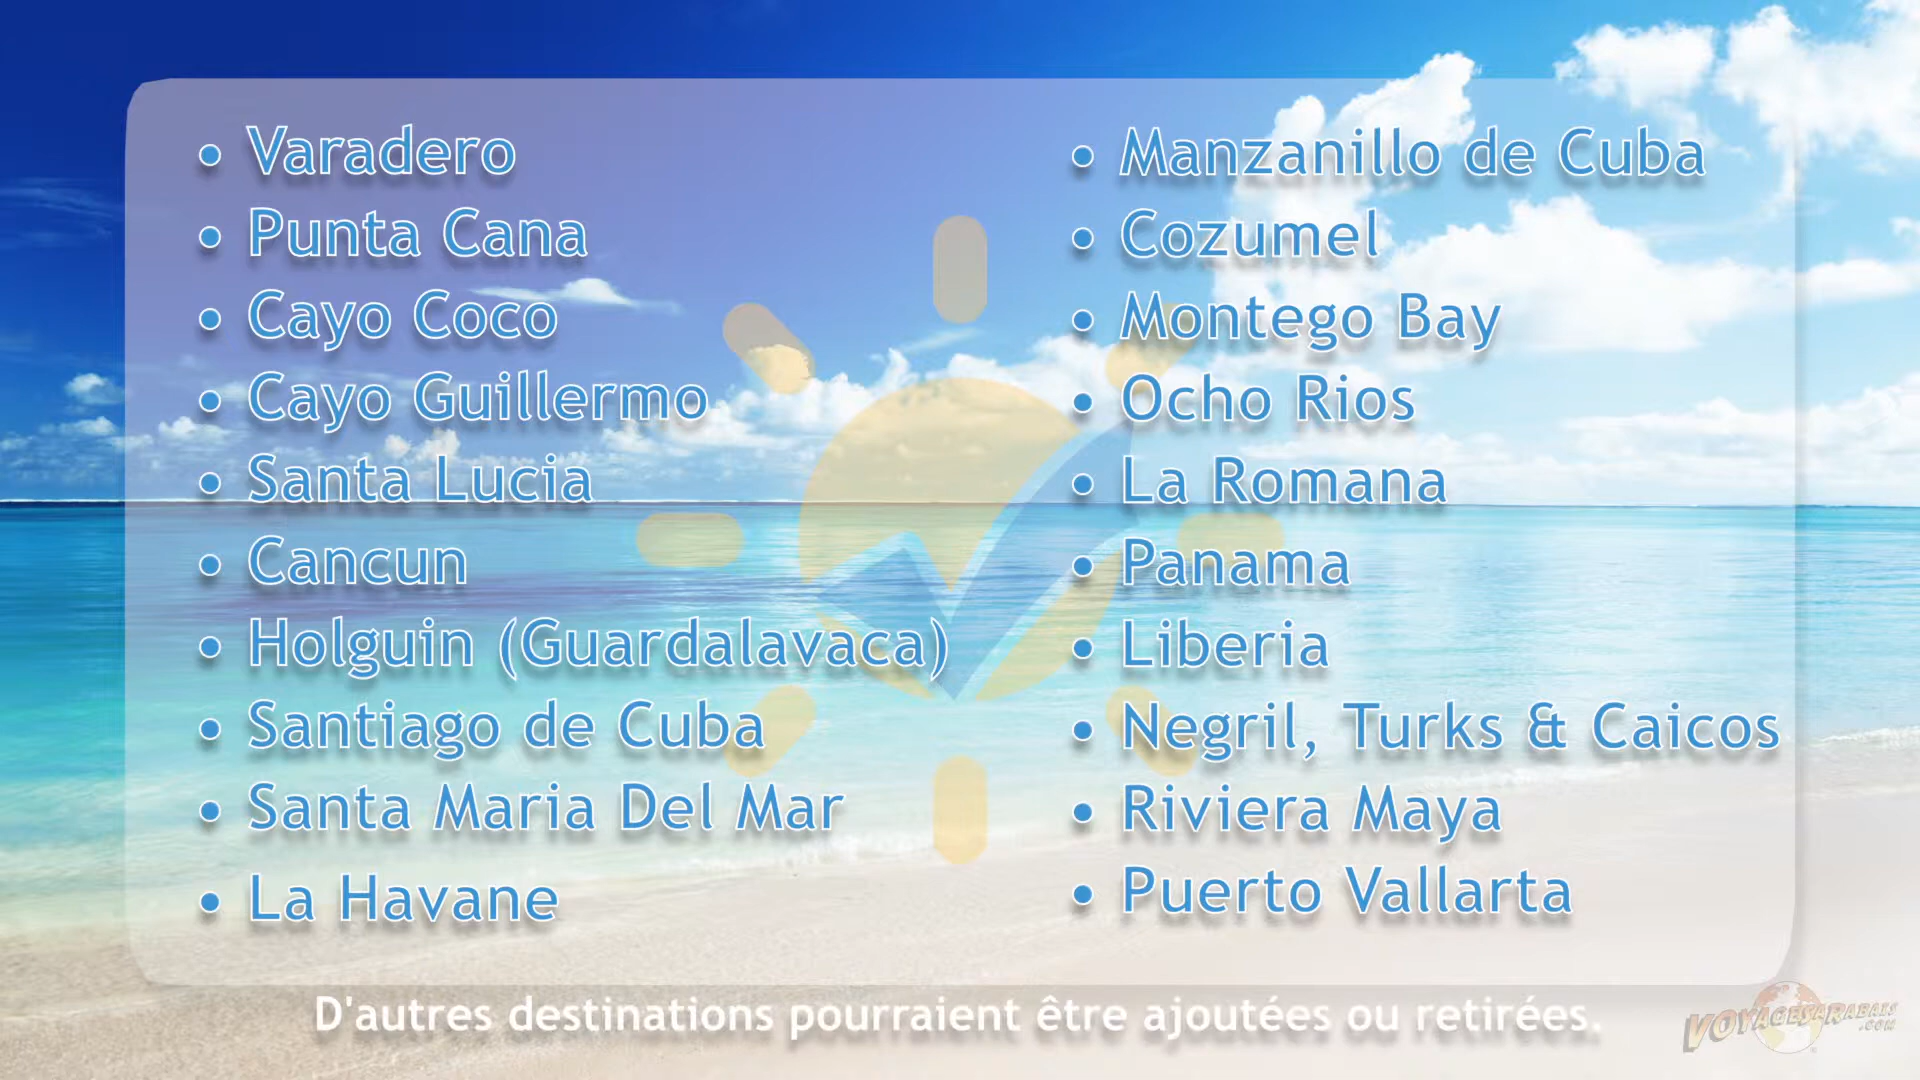 • Varadero
• Punta Cana
• Cayo Coco
• Cayo Guillermo
• Santa Lucia
• Cancun
• Holguin (Guardalavaca)
• Santiago de Cuba
• Santa Maria Del Mar
• La Havane
• Manzanillo de Cuba
• Cozumel
• Montego Bay
• Ocho Rios
• La Romana
• Panama
• Liberia
• Negril, Turks & Caicos
• Riviera Maya
• Puerto Vallarta
D'autres destinations pourraient être ajoutées ou retirées.
VOYAGESARABAIS
.COM